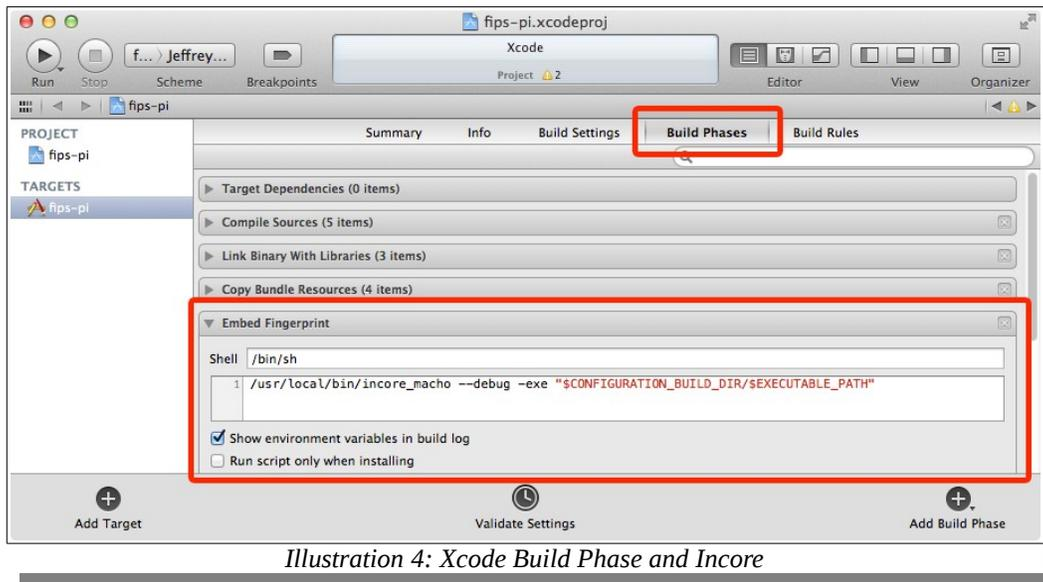 fips-pi.xcodeproj
f... Jeffrey...
Xcode
Project 2
Run Stop Scheme Breakpoints Editor View Organizer
fips-pi
PROJECT
fips-pi
TARGETS
fips-pi
Summary Info Build Settings Build Phases Build Rules
Target Dependencies (0 items)
Compile Sources (5 items)
Link Binary With Libraries (3 items)
Copy Bundle Resources (4 items)
Embed Fingerprint
Shell /bin/sh
1 /usr/local/bin/incore_macho --debug -exe "$CONFIGURATION_BUILD_DIR/$EXECUTABLE_PATH"
Show environment variables in build log
Run script only when installing
Add Target Validate Settings Add Build Phase
Illustration 4: Xcode Build Phase and Incore